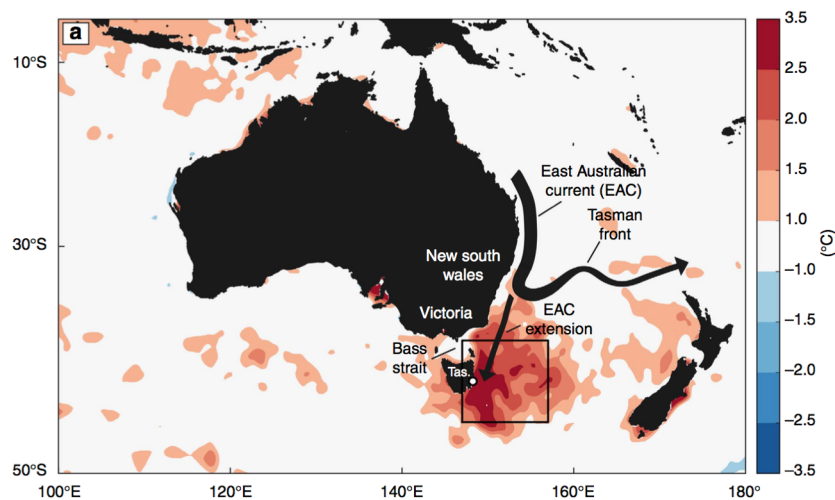 a
3.5
2.5
2.0
1.5
1.0
−1.0
−1.5
−2.0
−2.5
−3.5
(°C)
10°S
30°S
50°S
100°E
120°E
140°E
160°E
180°
East Australian
current (EAC)
Tasman
front
New south
wales
Victoria
EAC
extension
Bass
strait
Tas.